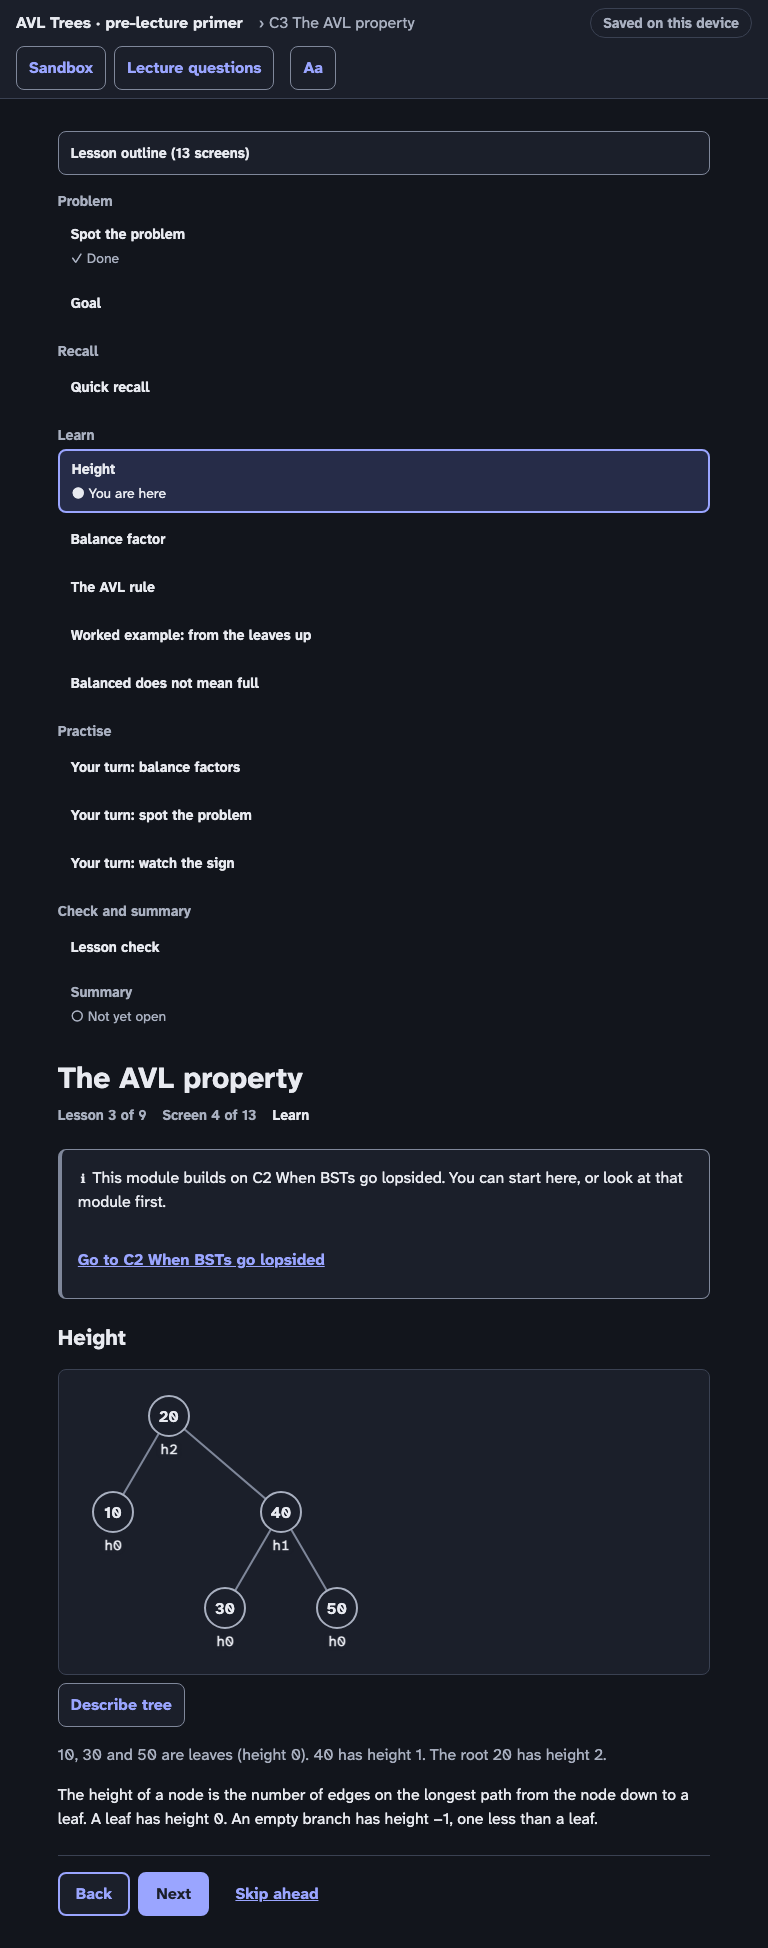 AVL Trees · pre-lecture primer › C3 The AVL property
Saved on this device
Sandbox
Lecture questions
Aa
Lesson outline (13 screens)
Problem
Spot the problem
✓ Done
Goal
Recall
Quick recall
Learn
Height
● You are here
Balance factor
The AVL rule
Worked example: from the leaves up
Balanced does not mean full
Practise
Your turn: balance factors
Your turn: spot the problem
Your turn: watch the sign
Check and summary
Lesson check
Summary
○ Not yet open
The AVL property
Lesson 3 of 9 Screen 4 of 13 Learn
ℹ This module builds on C2 When BSTs go lopsided. You can start here, or look at that
module first.
Go to C2 When BSTs go lopsided
Height
20
h2
10
40
h0
h1
30
50
h0
h0
Describe tree
10, 30 and 50 are leaves (height 0). 40 has height 1. The root 20 has height 2.
The height of a node is the number of edges on the longest path from the node down to a
leaf. A leaf has height 0. An empty branch has height −1, one less than a leaf.
Back
Next
Skip ahead